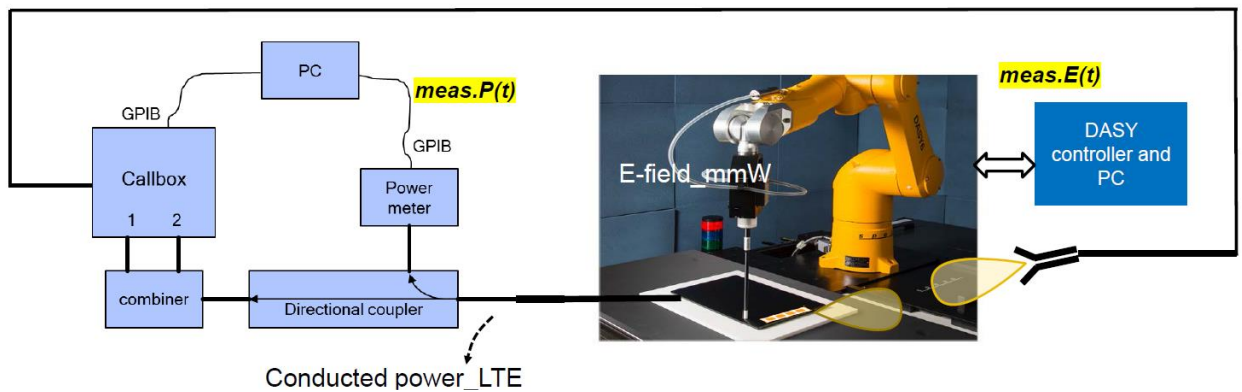 PC
meas.P(t)
meas.E(t)
GPIB
GPIB
Callbox
1 2
Power
meter
E-field_mmW
DASY
controller and
PC
combiner
Directional coupler
Conducted power_LTE